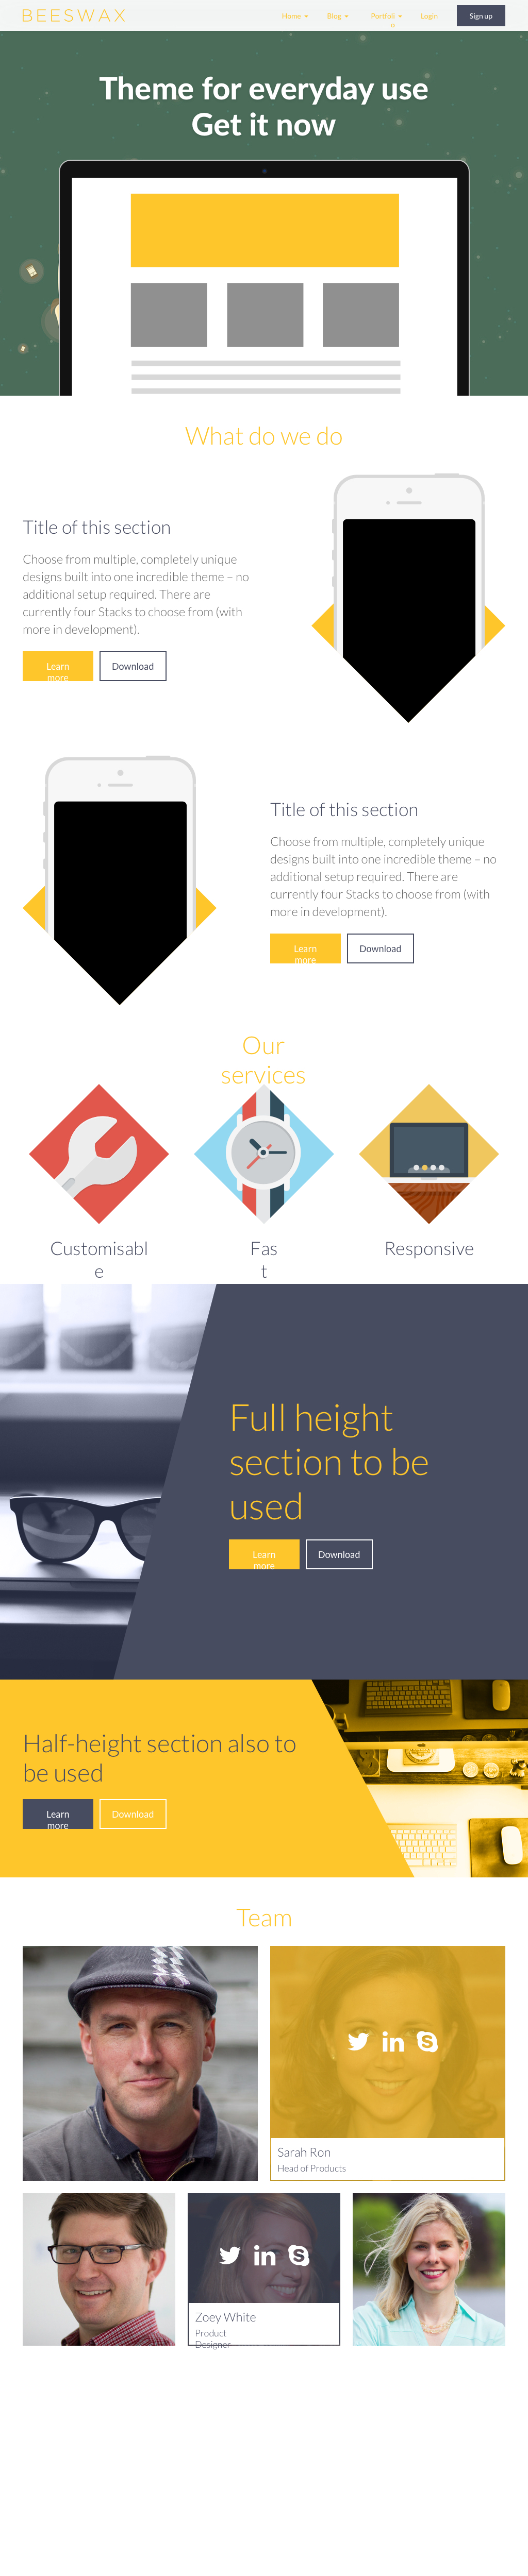 BEESWAX
Home Blog Portfoli Login Sign up
o
Theme for everyday use
Get it now
What do we do
Title of this section
Choose from multiple, completely unique
designs built into one incredible theme – no
additional setup required. There are
currently four Stacks to choose from (with
more in development).
Learn
more
Download
Title of this section
Choose from multiple, completely unique
designs built into one incredible theme – no
additional setup required. There are
currently four Stacks to choose from (with
more in development).
Learn
more
Download
Our
services
Customisabl
e
Fas
t
Responsive
Full height
section to be
used
Learn
more
Download
Half-height section also to
be used
Learn
more
Download
Team
Sarah Ron
Head of Products
Zoey White
Product
Designer